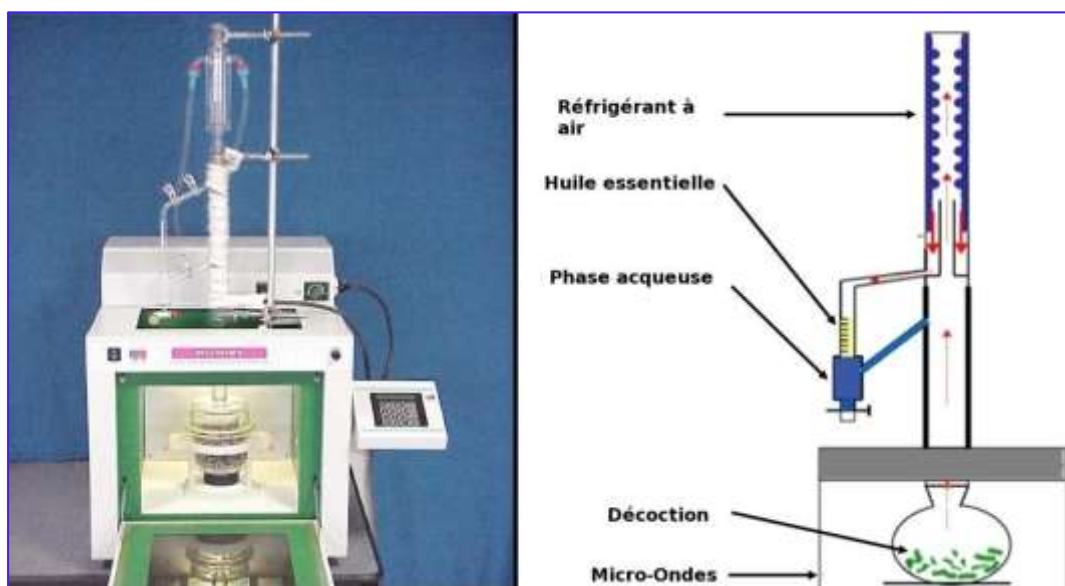 Réfrigérant à
air
Huile essentielle
Phase acqueuse
Décoction
Micro-Ondes